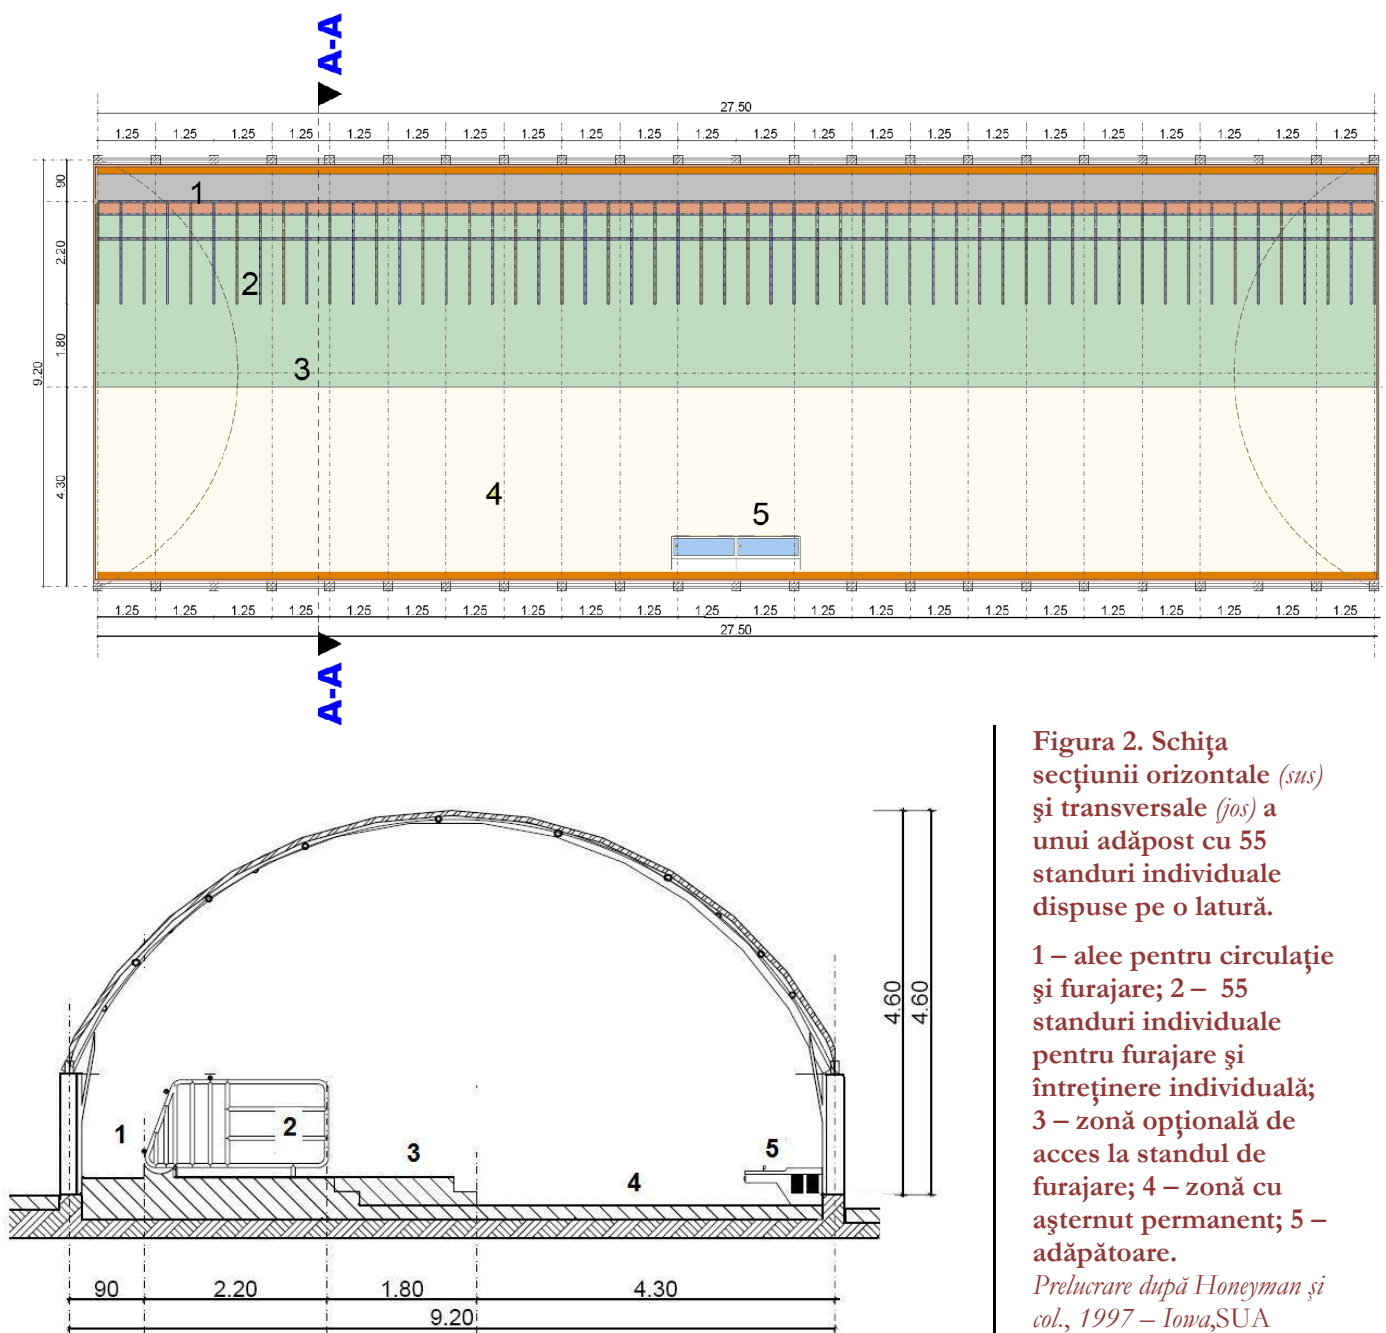 A-A
27.50
1.25 1.25 1.25 1.25 1.25 1.25 1.25 1.25 1.25 1.25 1.25 1.25 1.25 1.25 1.25 1.25 1.25 1.25 1.25 1.25 1.25 1.25
90
1
2.20
2
1.80
3
9.20
4.30
4
5
1.25 1.25 1.25 1.25 1.25 1.25 1.25 1.25 1.25 1.25 1.25 1.25 1.25 1.25 1.25 1.25 1.25 1.25 1.25 1.25 1.25 1.25
27.50
A-A
4.60
4.60
1
2
3
4
5
90 2.20 1.80 4.30
9.20
Figura 2. Schiţa
secţiunii orizontale (sus)
şi transversale (jos) a
unui adăpost cu 55
standuri individuale
dispuse pe o latură.
1 – alee pentru circulaţie
şi furajare; 2 – 55
standuri individuale
pentru furajare şi
întreţinere individuală;
3 – zonă opţională de
acces la standul de
furajare; 4 – zonă cu
aşternut permanent; 5 –
adăpătoare.
Prelucrare după Honeyman şi
col., 1997 – Iowa,SUA